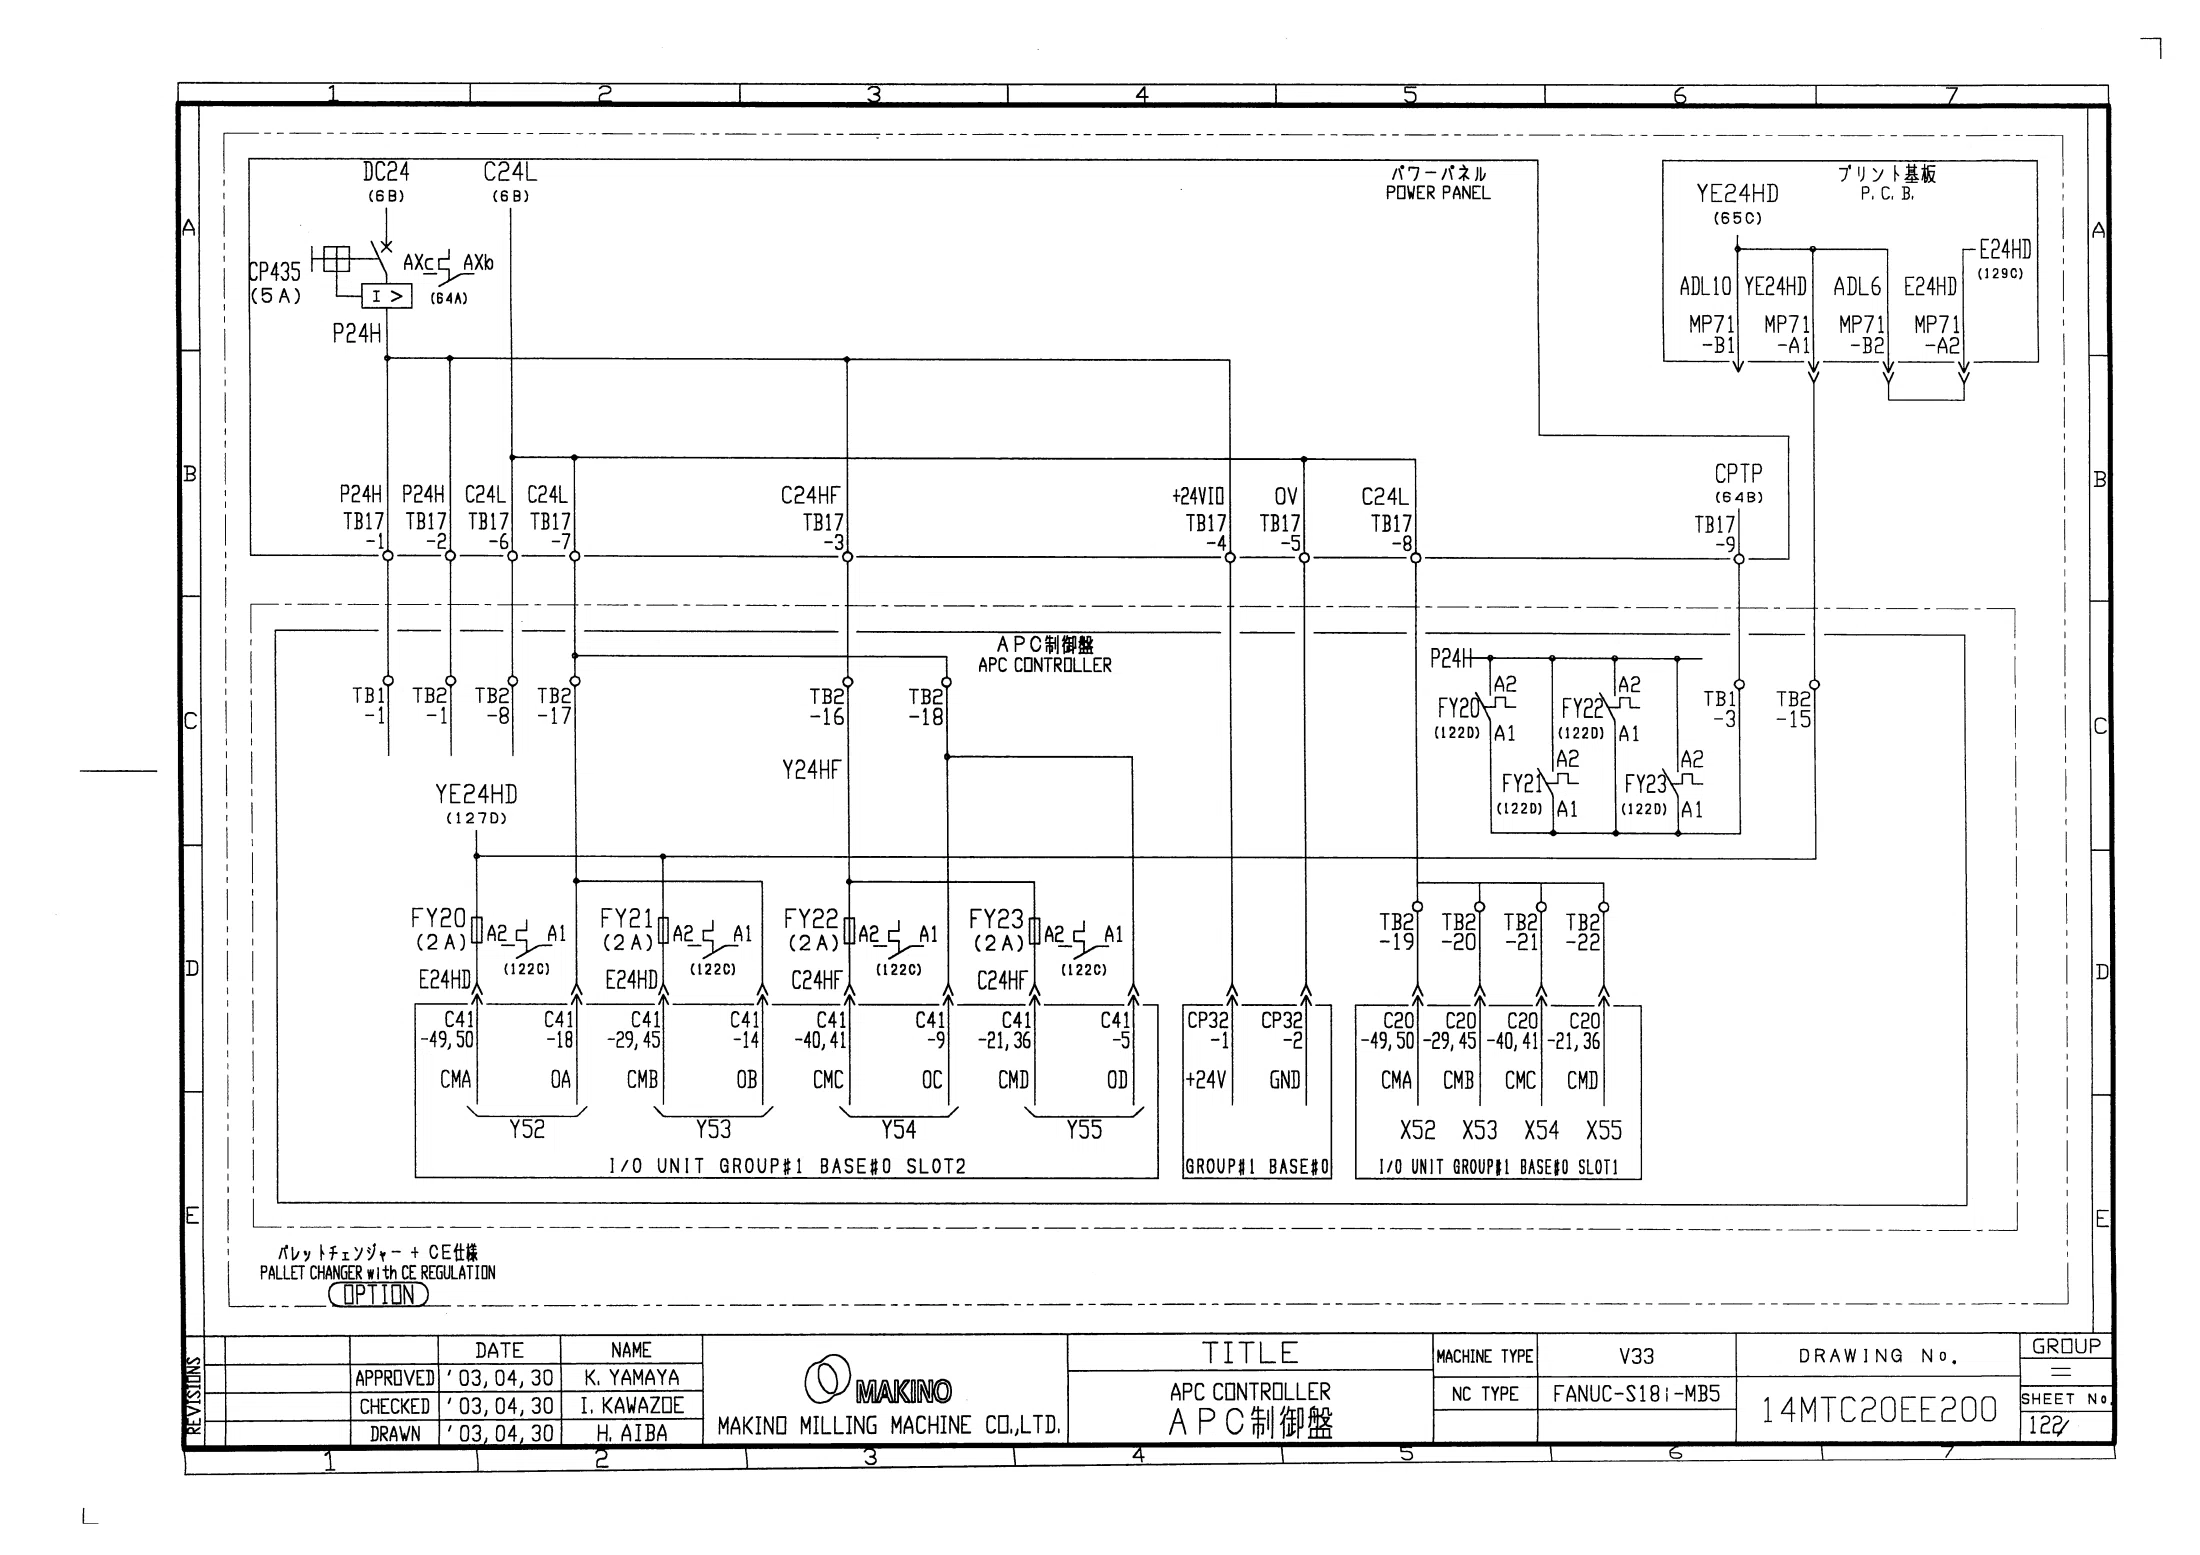 1 2 3 4 5 6 7
A
B
C
D
E
A
B
C
D
E
DC24
(6B)
C24L
(6B)
パワーパネル
POWER PANEL
プリント基板
P.C.B.
YE24HD
(65C)
E24HD
(129C)
CP435
(5A)
AXc AXb
(64A)
I >
P24H
ADL10 YE24HD ADL6 E24HD
MP71 MP71 MP71 MP71
-B1 -A1 -B2 -A2
CPTP
(64B)
P24H P24H C24L C24L C24HF +24VIO 0V C24L
TB17 TB17 TB17 TB17 TB17 TB17 TB17 TB17 TB17
-1 -2 -6 -7 -3 -4 -5 -8 -9
APC制御盤
APC CONTROLLER
P24H
TB1 TB2 TB2 TB2 TB2 TB2 TB1 TB2
-1 -1 -8 -17 -16 -18 -3 -15
A2 A2
FY20 FY22
(122D) A1 (122D) A1
A2 A2
FY21 FY23
(122D) A1 (122D) A1
Y24HF
YE24HD
(127D)
FY20 FY21 FY22 FY23
(2A) A2 A1 (2A) A2 A1 (2A) A2 A1 (2A) A2 A1
(122C) (122C) (122C) (122C)
E24HD E24HD C24HF C24HF
TB2 TB2 TB2 TB2
-19 -20 -21 -22
C41 C41 C41 C41 C41 C41 C41 C41 CP32 CP32 C20 C20 C20 C20
-49,50 -18 -29,45 -14 -40,41 -9 -21,36 -5 -1 -2 -49,50 -29,45 -40,41 -21,36
CMA OA CMB OB CMC OC CMD OD +24V GND CMA CMB CMC CMD
Y52 Y53 Y54 Y55 X52 X53 X54 X55
I/O UNIT GROUP#1 BASE#0 SLOT2
GROUP#1 BASE#0
I/O UNIT GROUP#1 BASE#0 SLOT1
パレットチェンジャー + CE仕様
PALLET CHANGER with CE REGULATION
OPTION
REVISIONS
DATE NAME
APPROVED '03,04,30 K. YAMAYA
CHECKED '03,04,30 I. KAWAZOE
DRAWN '03,04,30 H. AIBA
MAKINO
MAKINO MILLING MACHINE CO.,LTD.
TITLE
APC CONTROLLER
APC制御盤
MACHINE TYPE V33
NC TYPE FANUC-S18i-MB5
DRAWING No.
14MTC20EE200
GROUP
=
SHEET No.
122/
1 2 3 4 5 6 7